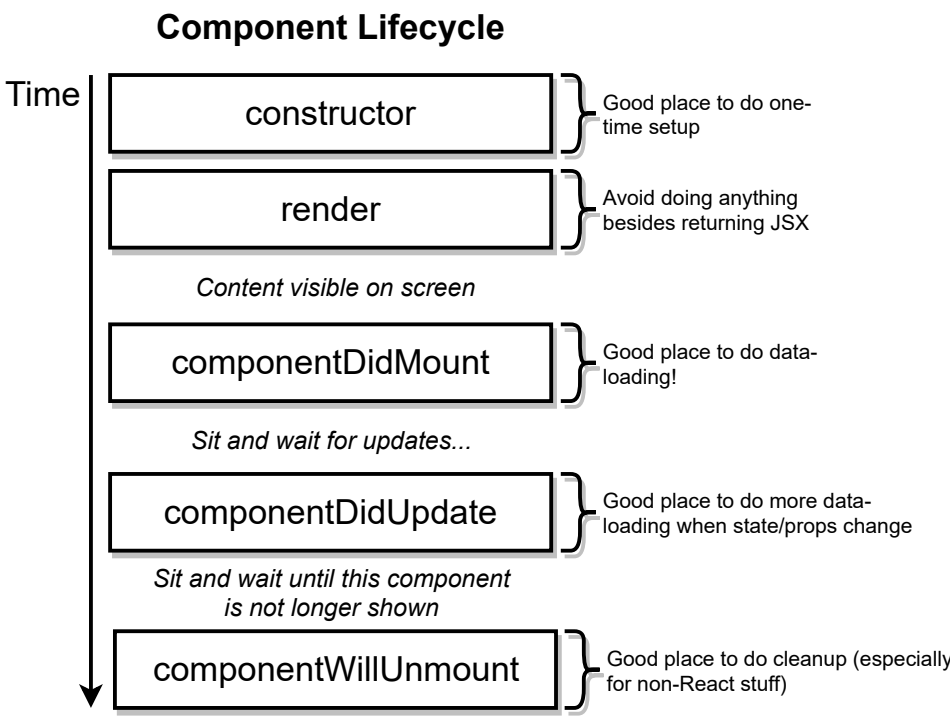 Component Lifecycle
Time
constructor
Good place to do one-
time setup
render
Avoid doing anything
besides returning JSX
Content visible on screen
componentDidMount
Good place to do data-
loading!
Sit and wait for updates...
componentDidUpdate
Good place to do more data-
loading when state/props change
Sit and wait until this component
is not longer shown
componentWillUnmount
Good place to do cleanup (especially
for non-React stuff)